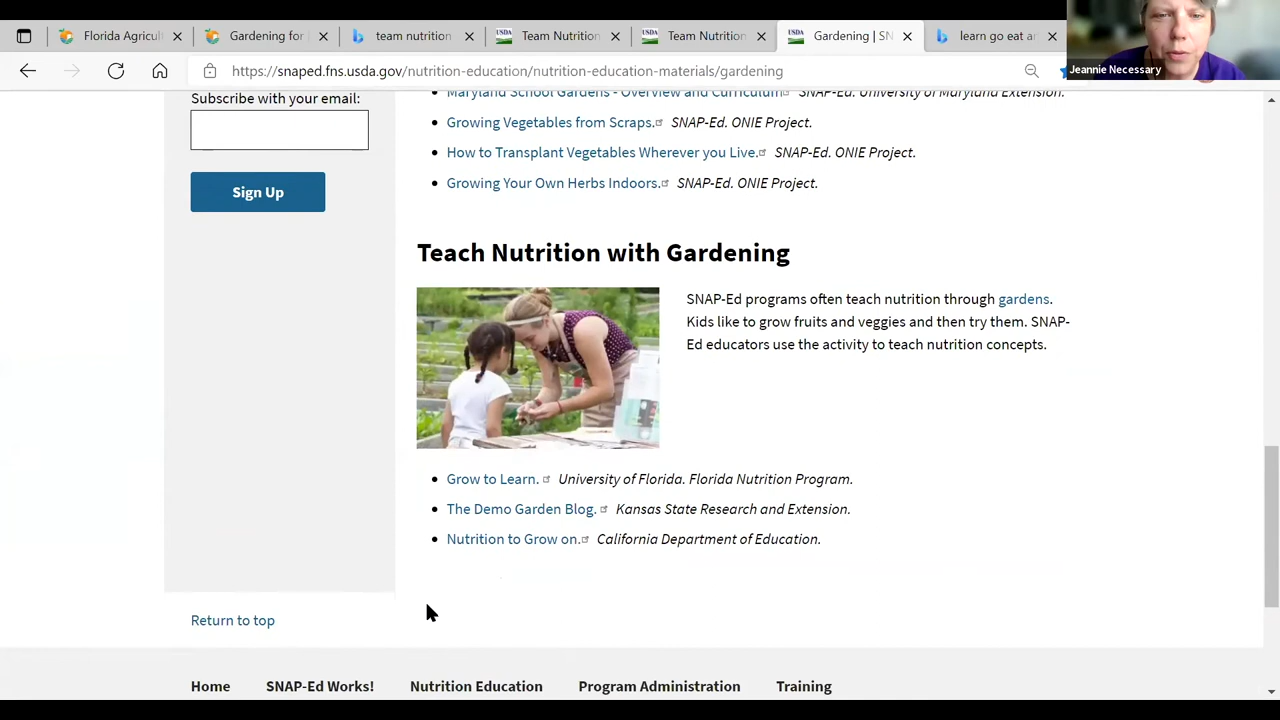 Florida Agricul
Gardening for
team nutrition
Team Nutrition
Team Nutrition
Gardening | SN
learn go eat a
https://snaped.fns.usda.gov/nutrition-education/nutrition-education-materials/gardening
Jeannie Necessary
Subscribe with your email:
Sign Up
Return to top
Maryland School Gardens - Overview and Curriculum SNAP-Ed. University of Maryland Extension.
Growing Vegetables from Scraps. SNAP-Ed. ONIE Project.
How to Transplant Vegetables Wherever you Live. SNAP-Ed. ONIE Project.
Growing Your Own Herbs Indoors. SNAP-Ed. ONIE Project.
Teach Nutrition with Gardening
SNAP-Ed programs often teach nutrition through gardens.
Kids like to grow fruits and veggies and then try them. SNAP-
Ed educators use the activity to teach nutrition concepts.
Grow to Learn. University of Florida. Florida Nutrition Program.
The Demo Garden Blog. Kansas State Research and Extension.
Nutrition to Grow on. California Department of Education.
Home SNAP-Ed Works! Nutrition Education Program Administration Training